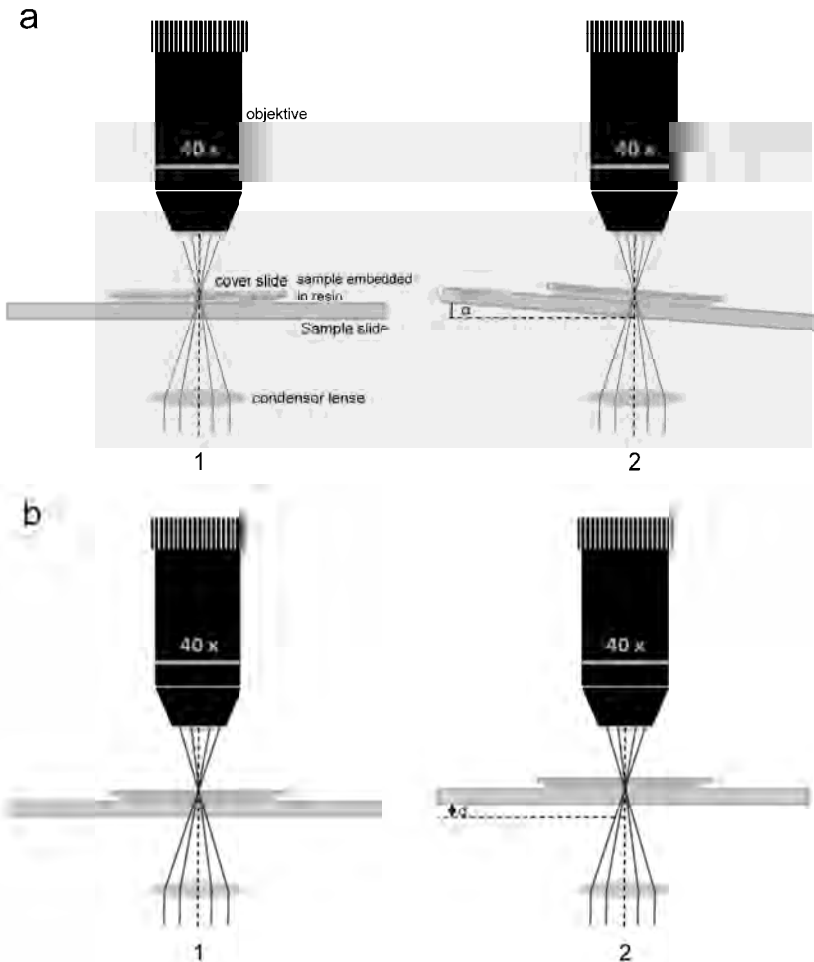 a
objektive
40 x
40 x
cover slide
sample embedded
in resin
α
Sample slide
condensor lense
1
2
b
40 x
40 x
d
1
2